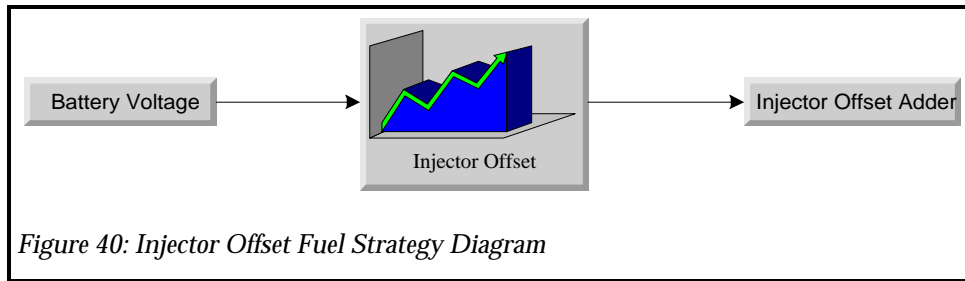 Battery Voltage
Injector Offset Adder
Injector Offset
Figure 40: Injector Offset Fuel Strategy Diagram